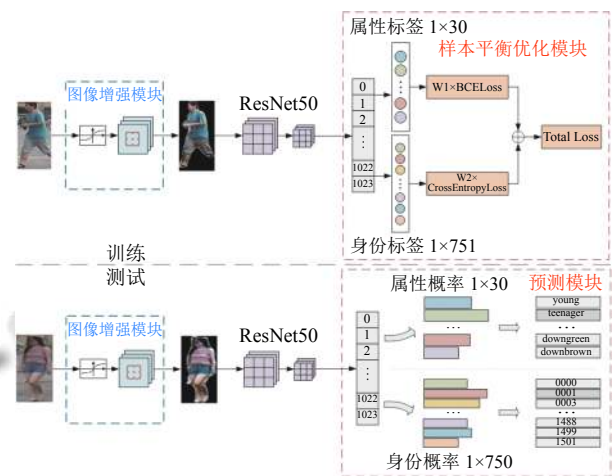 属性标签 1×30
样本平衡优化模块
图像增强模块
ResNet50
0
1
2
⋮
1022
1023
W1×BCELoss
W2×
CrossEntropyLoss
Total Loss
身份标签 1×751
训练
测试
属性概率 1×30
预测模块
图像增强模块
ResNet50
0
1
2
⋮
1022
1023
young
teenager
...
downgreen
downbrown
0000
0001
0003
...
1488
1499
1501
身份概率 1×750